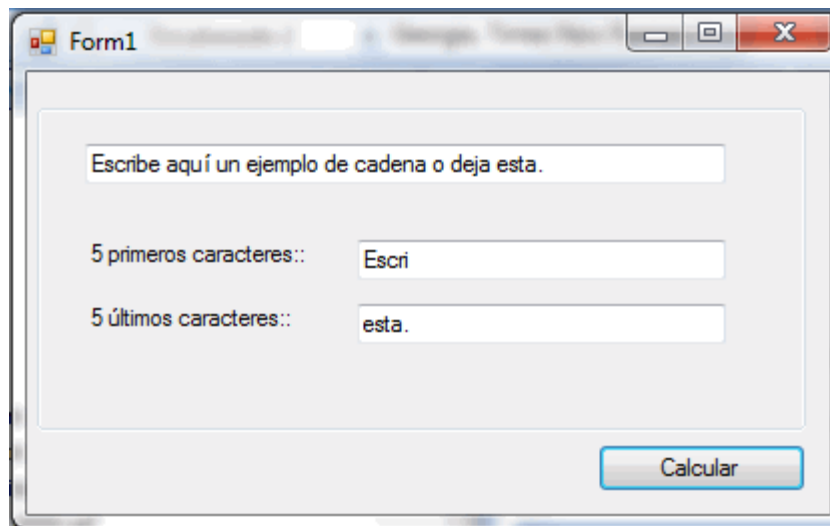 Form1
Escribe aquí un ejemplo de cadena o deja esta.
5 primeros caracteres::
Escri
5 últimos caracteres::
esta.
Calcular